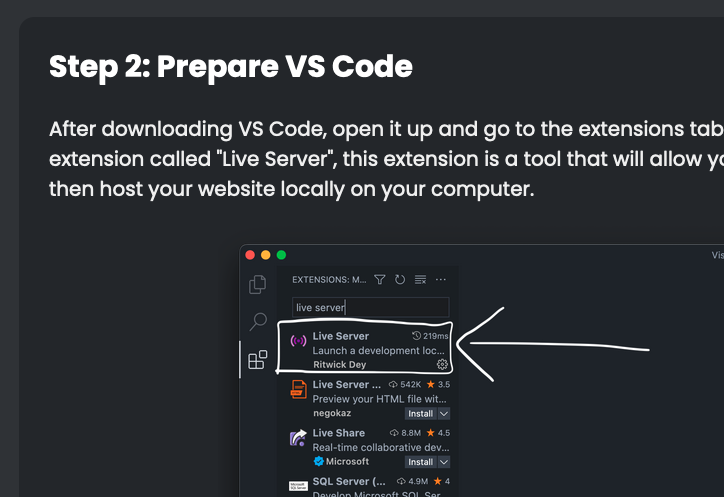 Step 2: Prepare VS Code
After downloading VS Code, open it up and go to the extensions tab
extension called "Live Server", this extension is a tool that will allow yo
then host your website locally on your computer.
Vis
EXTENSIONS: M... ...
live server
Live Server 219ms
Launch a development loc...
Ritwick Dey
Live Server ... 542K ★ 3.5
Preview your HTML file wit...
negokaz Install
Live Share 8.8M ★ 4.5
Real-time collaborative dev...
Microsoft Install
SQL Server (... 4.9M ★ 4
Develop Microsoft SQL Ser